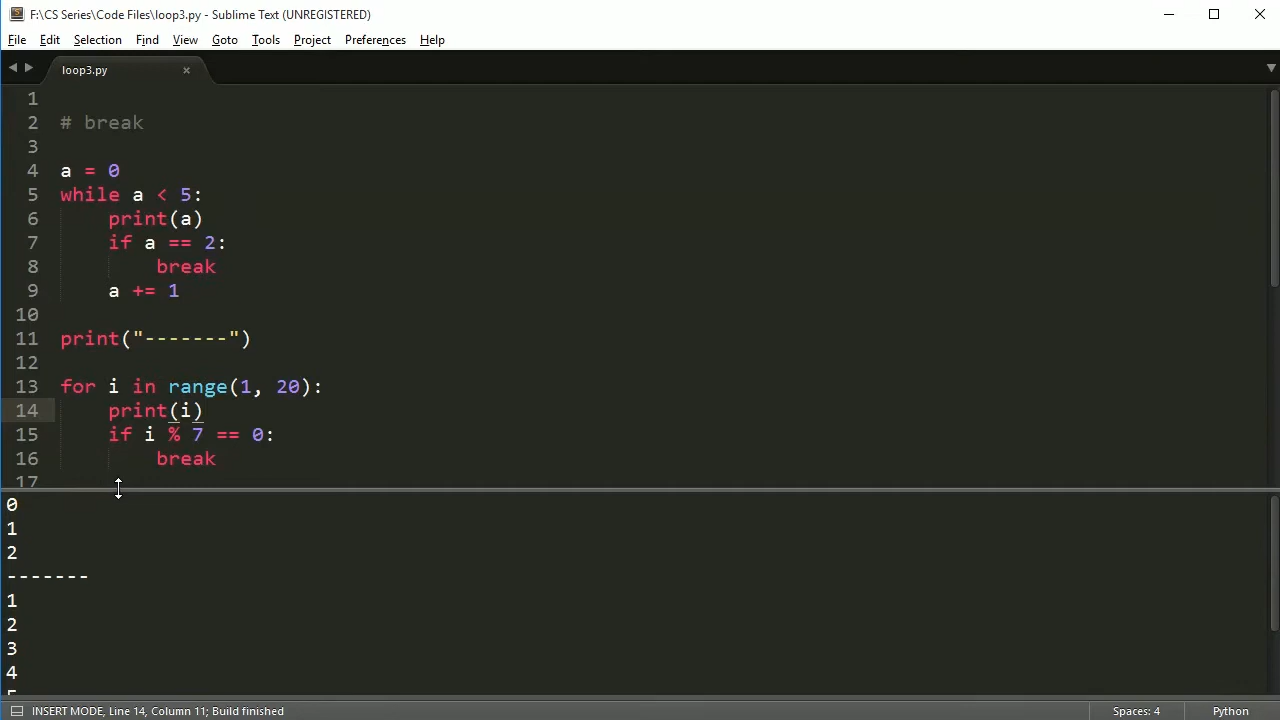 F:\CS Series\Code Files\loop3.py - Sublime Text (UNREGISTERED)
File Edit Selection Find View Goto Tools Project Preferences Help
loop3.py
1
2 # break
3
4 a = 0
5 while a < 5:
6     print(a)
7     if a == 2:
8         break
9     a += 1
10
11 print("-------")
12
13 for i in range(1, 20):
14     print(i)
15     if i % 7 == 0:
16         break
17
0
1
2
-------
1
2
3
4
INSERT MODE, Line 14, Column 11; Build finished Spaces: 4 Python